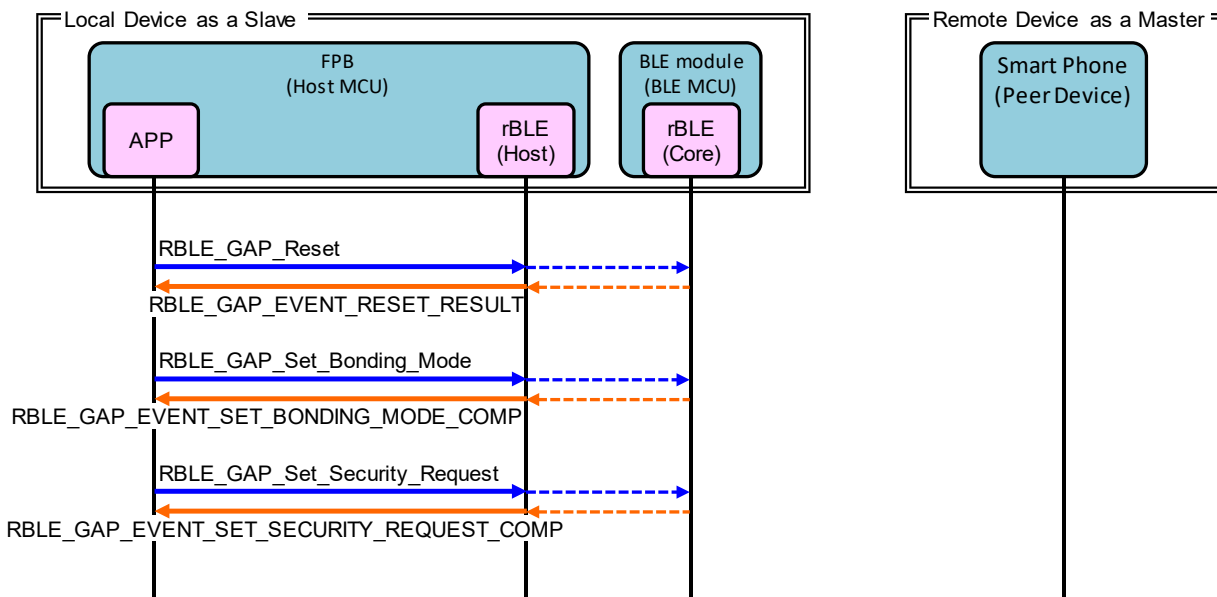 Local Device as a Slave
Remote Device as a Master
FPB
(Host MCU)
BLE module
(BLE MCU)
Smart Phone
(Peer Device)
APP
rBLE
(Host)
rBLE
(Core)
RBLE_GAP_Reset
RBLE_GAP_EVENT_RESET_RESULT
RBLE_GAP_Set_Bonding_Mode
RBLE_GAP_EVENT_SET_BONDING_MODE_COMP
RBLE_GAP_Set_Security_Request
RBLE_GAP_EVENT_SET_SECURITY_REQUEST_COMP